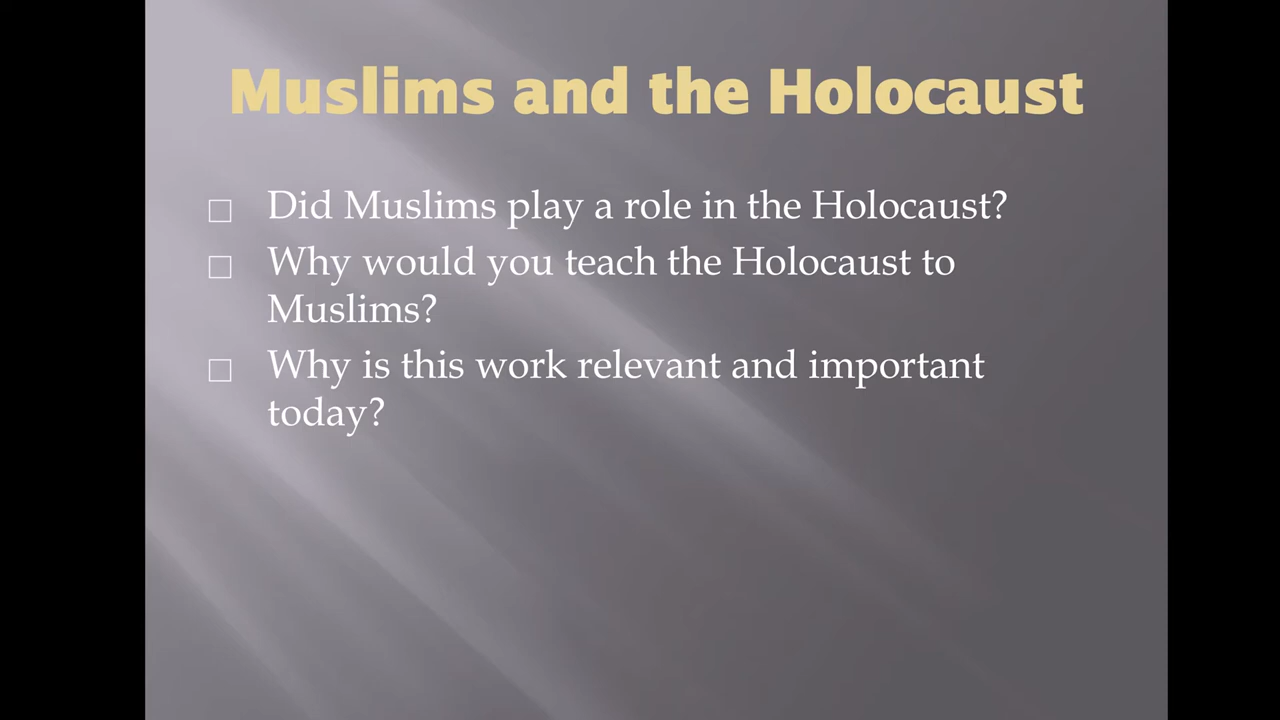 Muslims and the Holocaust
Did Muslims play a role in the Holocaust?
Why would you teach the Holocaust to
Muslims?
Why is this work relevant and important
today?